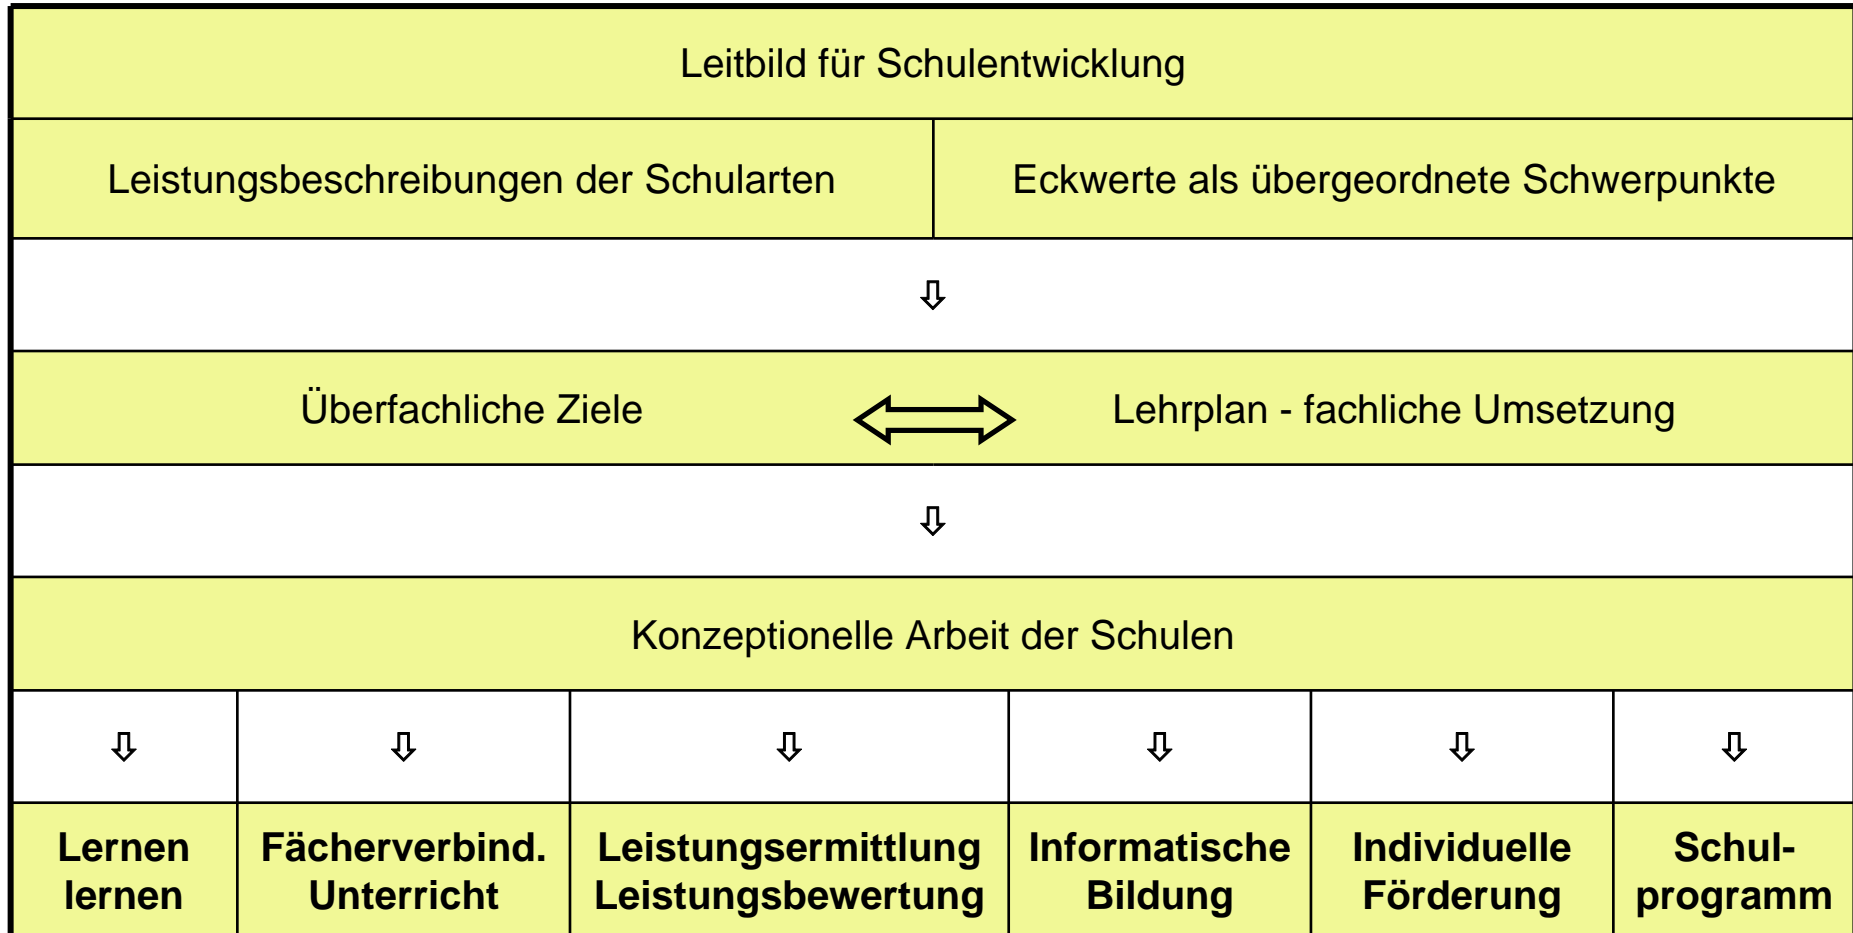 Leitbild für Schulentwicklung
Leistungsbeschreibungen der Schularten
Eckwerte als übergeordnete Schwerpunkte
⇩
Überfachliche Ziele
Lehrplan - fachliche Umsetzung
⇩
Konzeptionelle Arbeit der Schulen
⇩ ⇩ ⇩ ⇩ ⇩ ⇩
Lernen
lernen
Fächerverbind.
Unterricht
Leistungsermittlung
Leistungsbewertung
Informatische
Bildung
Individuelle
Förderung
Schul-
programm